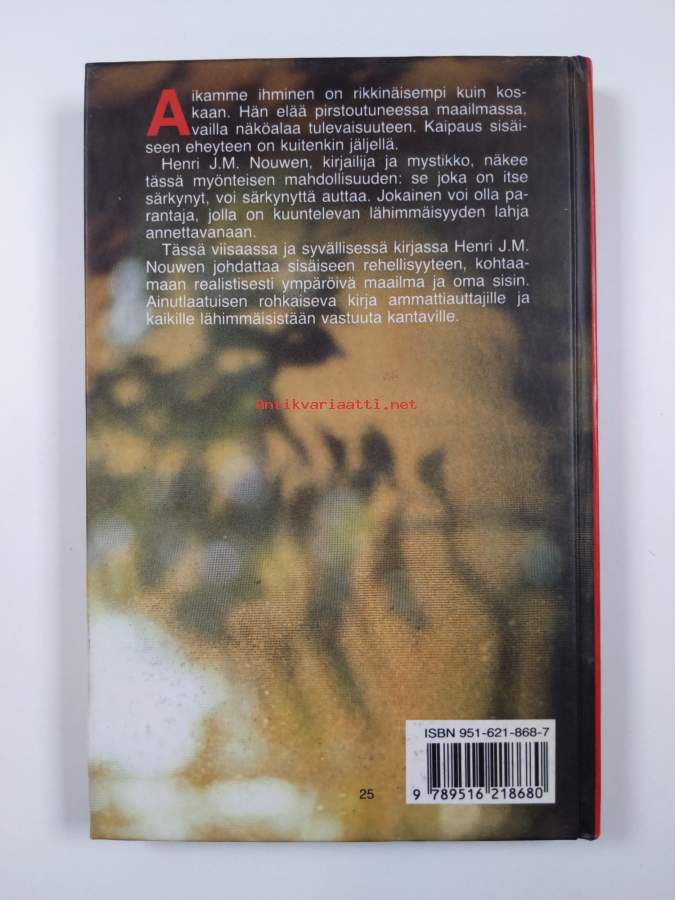 Aikamme ihminen on rikkinäisempi kuin kos-
kaan. Hän elää pirstoutuneessa maailmassa,
vailla näköalaa tulevaisuuteen. Kaipaus sisäi-
seen eheyteen on kuitenkin jäljellä.
Henri J.M. Nouwen, kirjailija ja mystikko, näkee
tässä myönteisen mahdollisuuden: se joka on itse
särkynyt, voi särkynyttä auttaa. Jokainen voi olla pa-
rantaja, jolla on kuuntelevan lähimmäisyyden lahja
annettavanaan.
Tässä viisaassa ja syvällisessä kirjassa Henri J.M.
Nouwen johdattaa sisäiseen rehellisyyteen, kohtaa-
maan realistisesti ympäröivä maailma ja oma sisin.
Ainutlaatuisen rohkaiseva kirja ammattiauttajille ja
kaikille lähimmäisistään vastuuta kantaville.
Antikvariaatti.net
ISBN 951-621-868-7
25
9 789516 218680